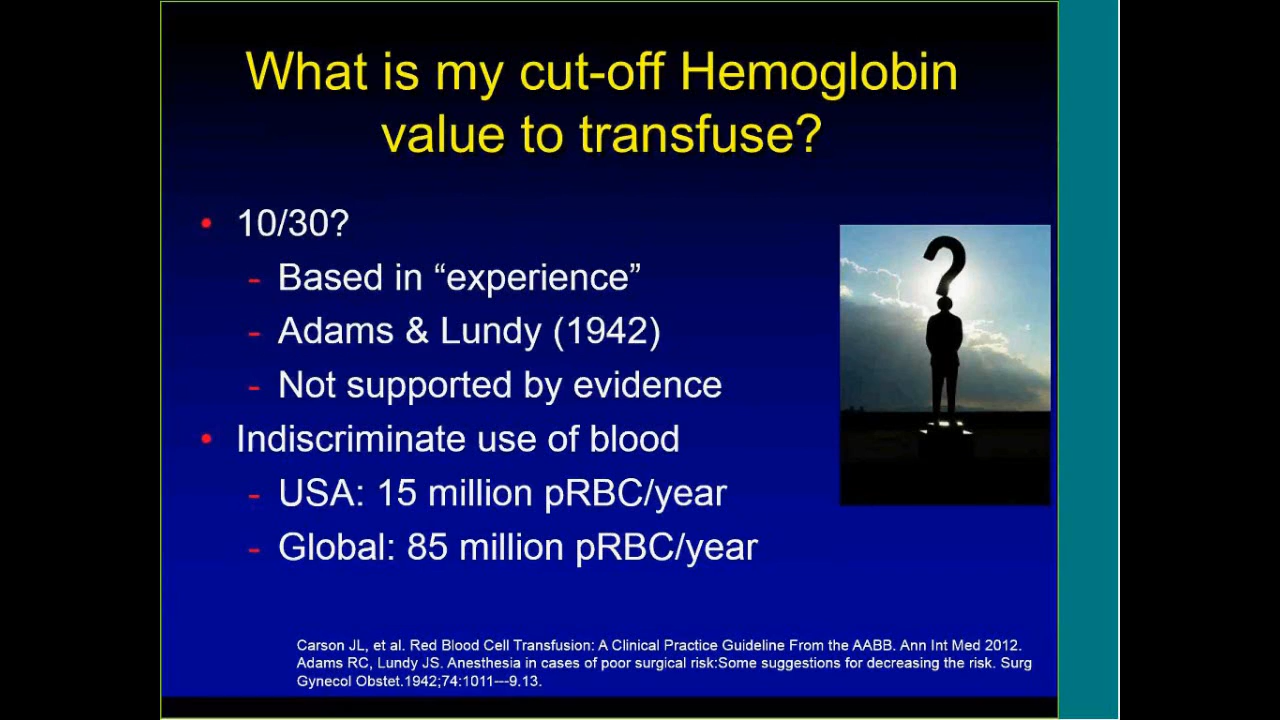 What is my cut-off Hemoglobin
value to transfuse?
• 10/30?
- Based in “experience”
- Adams & Lundy (1942)
- Not supported by evidence
• Indiscriminate use of blood
- USA: 15 million pRBC/year
- Global: 85 million pRBC/year
Carson JL, et al. Red Blood Cell Transfusion: A Clinical Practice Guideline From the AABB. Ann Int Med 2012.
Adams RC, Lundy JS. Anesthesia in cases of poor surgical risk:Some suggestions for decreasing the risk. Surg
Gynecol Obstet.1942;74:1011---9.13.